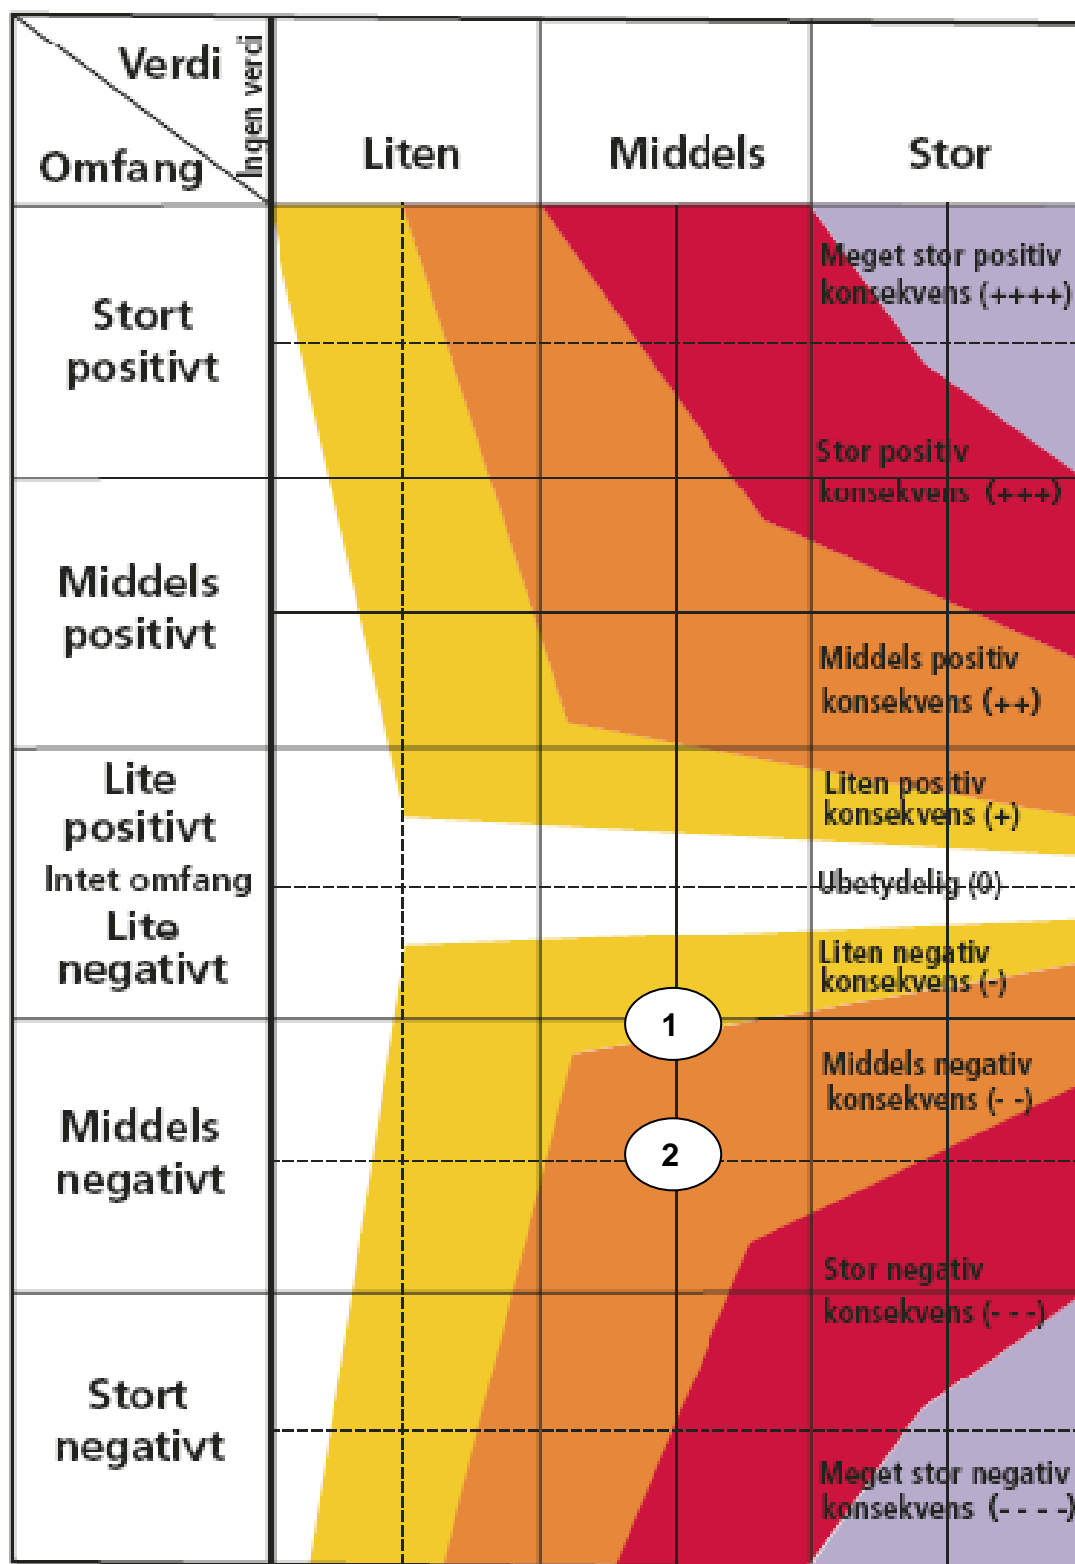 Verdi
Ingen verdi
Omfang
Liten
Middels
Stor
Stort
positivt
Meget stor positiv
konsekvens (++++)
Stor positiv
konsekvens (+++)
Middels
positivt
Middels positiv
konsekvens (++)
Lite
positivt
Liten positiv
konsekvens (+)
Intet omfang
Ubetydelig (0)
Lite
negativt
Liten negativ
konsekvens (-)
1
Middels
negativt
Middels negativ
konsekvens (- -)
2
Stor negativ
konsekvens (- - -)
Stort
negativt
Meget stor negativ
konsekvens (- - - -)